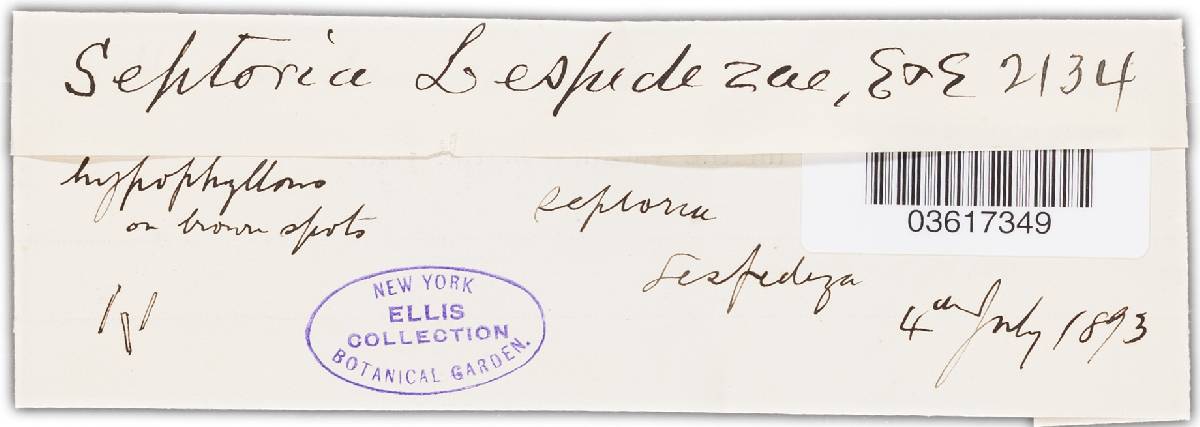 Septoria Lespedezae, E&E 2134
hypophyllous
on brown spots
septoria
Lespedeza
4th July 1893
03617349
NEW YORK
ELLIS
COLLECTION
BOTANICAL GARDEN.